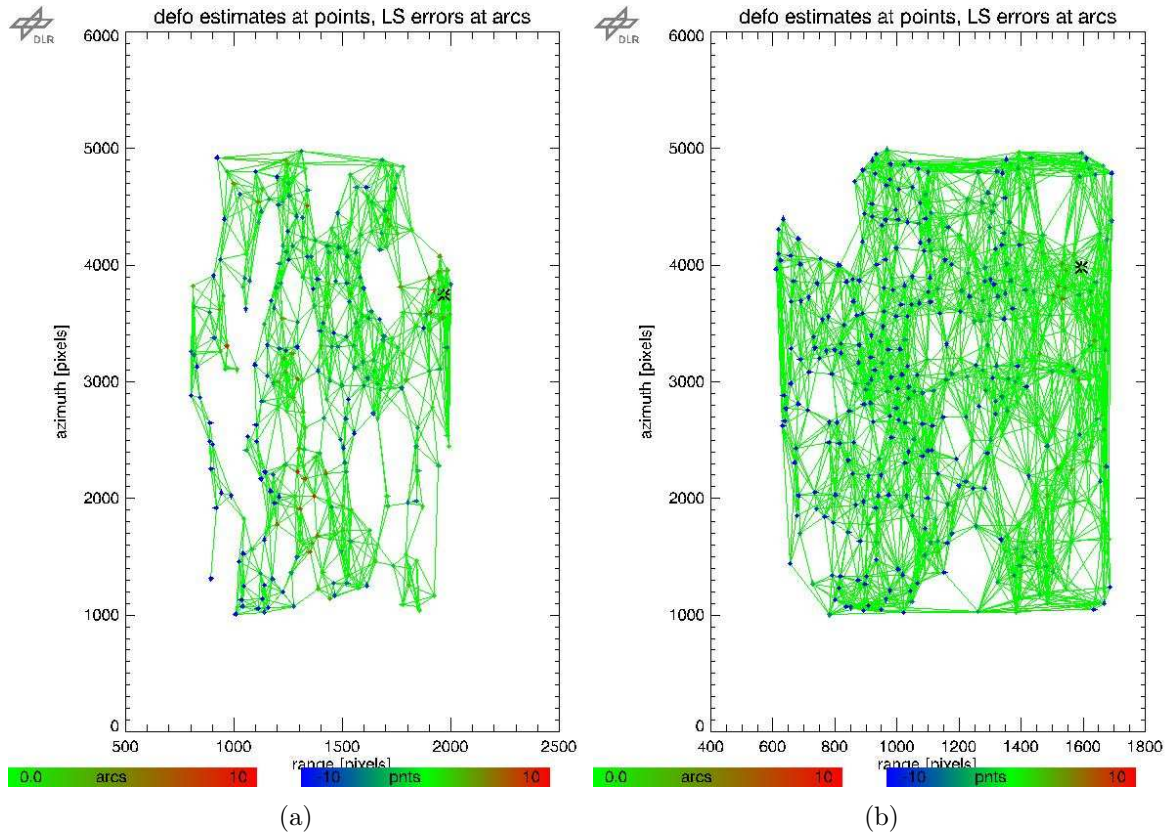 defo estimates at points, LS errors at arcs
DLR
6000
5000
4000
3000
2000
1000
0
azimuth [pixels]
500 1000 1500 2000 2500
range [pixels]
0.0 arcs 10
-10 pnts 10
(a)
defo estimates at points, LS errors at arcs
DLR
6000
5000
4000
3000
2000
1000
0
azimuth [pixels]
400 600 800 1000 1200 1400 1600 1800
range [pixels]
0.0 arcs 10
-10 pnts 10
(b)